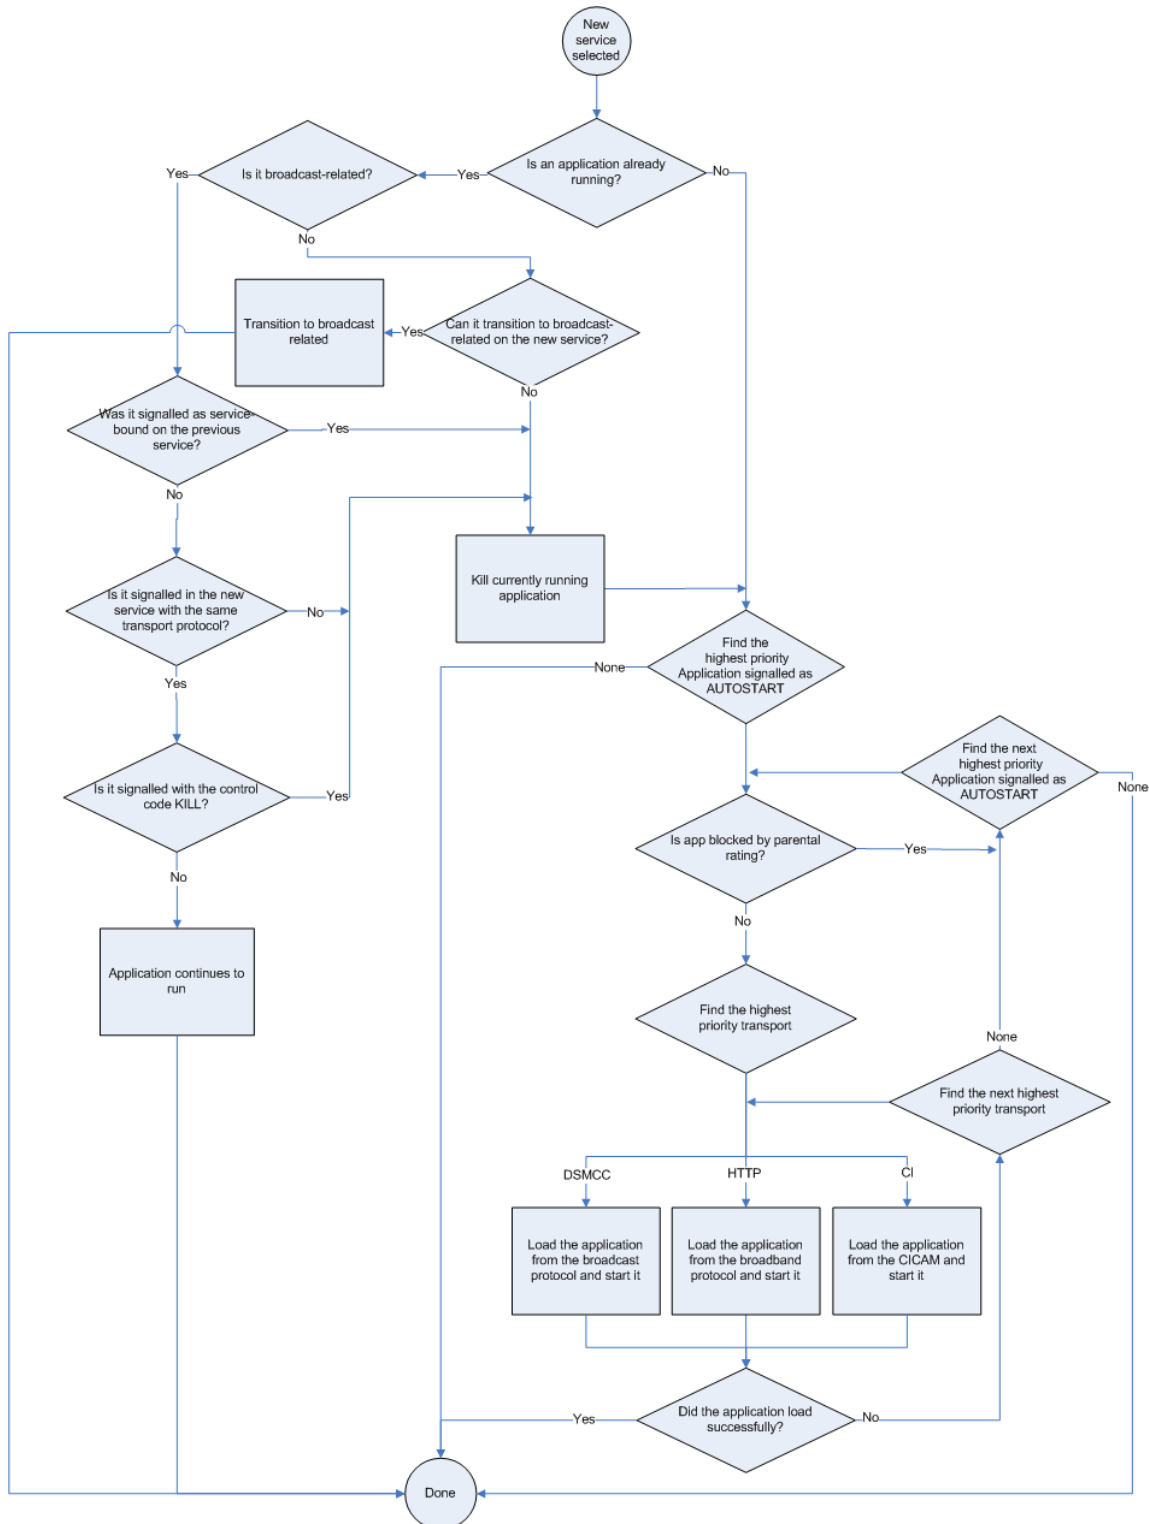 New
service
selected
Is an application already
running?
Yes
No
Is it broadcast-related?
Yes
No
Can it transition to broadcast-
related on the new service?
Yes
No
Transition to broadcast
related
Was it signalled as service-
bound on the previous
service?
Yes
No
Is it signalled in the new
service with the same
transport protocol?
No
Yes
Kill currently running
application
Find the
highest priority
Application signalled as
AUTOSTART
None
Is it signalled with the control
code KILL?
Yes
No
Find the next
highest priority
Application signalled as
AUTOSTART
None
Is app blocked by parental
rating?
Yes
No
Application continues to
run
Find the highest
priority transport
None
Find the next highest
priority transport
DSMCC
HTTP
CI
Load the application
from the broadcast
protocol and start it
Load the application
from the broadband
protocol and start it
Load the application
from the CICAM and
start it
Did the application load
successfully?
Yes
No
Done